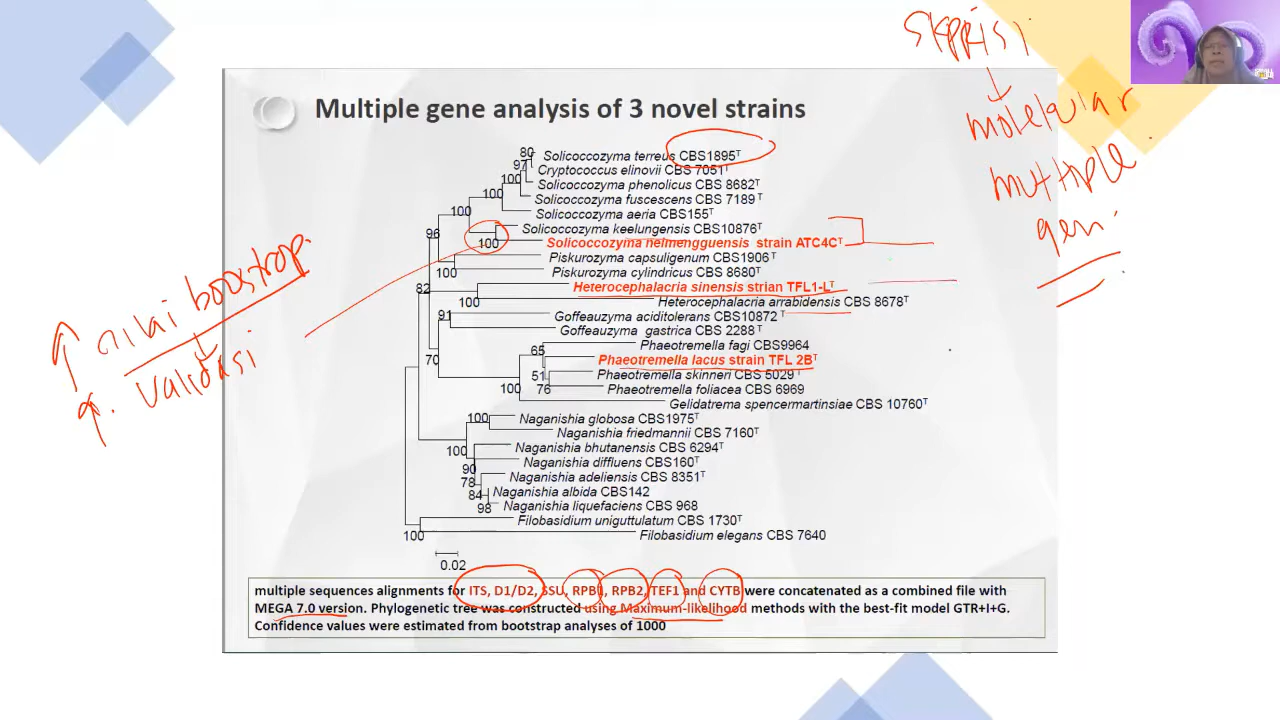 skripsi
↓
molekular
multiple
gen.
Multiple gene analysis of 3 novel strains
80
Solicoccozyma terreus CBS1895ᵀ
97
Cryptococcus elinovii CBS 7051ᵀ
100
Solicoccozyma phenolicus CBS 8682ᵀ
100
Solicoccozyma fuscescens CBS 7189ᵀ
100
Solicoccozyma aeria CBS155ᵀ
96
Solicoccozyma keelungensis CBS10876ᵀ
100
Solicoccozyma neimengguensis strain ATC4Cᵀ
Piskurozyma capsuligenum CBS1906ᵀ
100
Piskurozyma cylindricus CBS 8680ᵀ
82
Heterocephalacria sinensis strian TFL1-Lᵀ
100
Heterocephalacria arrabidensis CBS 8678ᵀ
91
Goffeauzyma aciditolerans CBS10872ᵀ
Goffeauzyma gastrica CBS 2288ᵀ
Phaeotremella fagi CBS9964
65
70
Phaeotremella lacus strain TFL 2Bᵀ
51
Phaeotremella skinneri CBS 5029ᵀ
100
76
Phaeotremella foliacea CBS 6969
Gelidatrema spencermartinsiae CBS 10760ᵀ
100
Naganishia globosa CBS1975ᵀ
Naganishia friedmannii CBS 7160ᵀ
100
Naganishia bhutanensis CBS 6294ᵀ
90
Naganishia diffluens CBS160ᵀ
78
Naganishia adeliensis CBS 8351ᵀ
84
Naganishia albida CBS142
98
Naganishia liquefaciens CBS 968
Filobasidium uniguttulatum CBS 1730ᵀ
100
Filobasidium elegans CBS 7640
0.02
↑ nilai boostrap.
↓
↑. validasi
multiple sequences alignments for ITS, D1/D2, SSU, RPB1, RPB2, TEF1 and CYTB were concatenated as a combined file with
MEGA 7.0 version. Phylogenetic tree was constructed using Maximum-likelihood methods with the best-fit model GTR+I+G.
Confidence values were estimated from bootstrap analyses of 1000